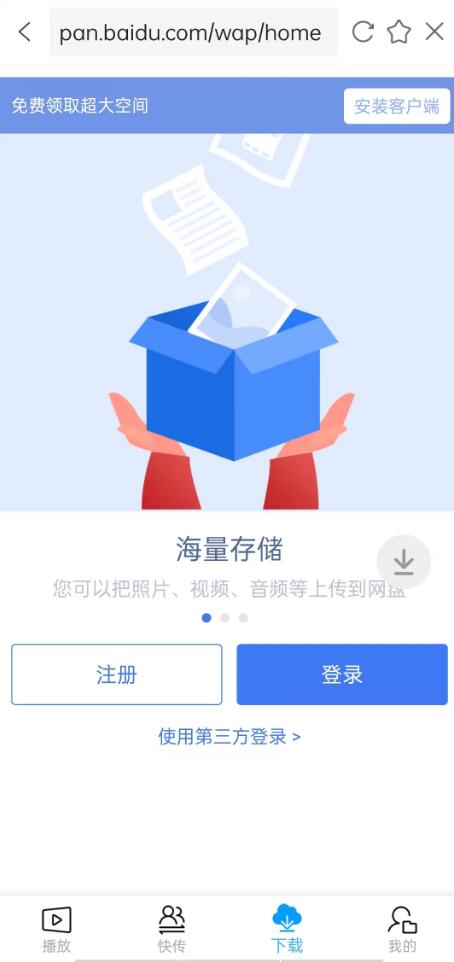 pan.baidu.com/wap/home
免费领取超大空间
安装客户端
海量存储
您可以把照片、视频、音频等上传到网盘
注册
登录
使用第三方登录 >
播放
快传
下载
我的